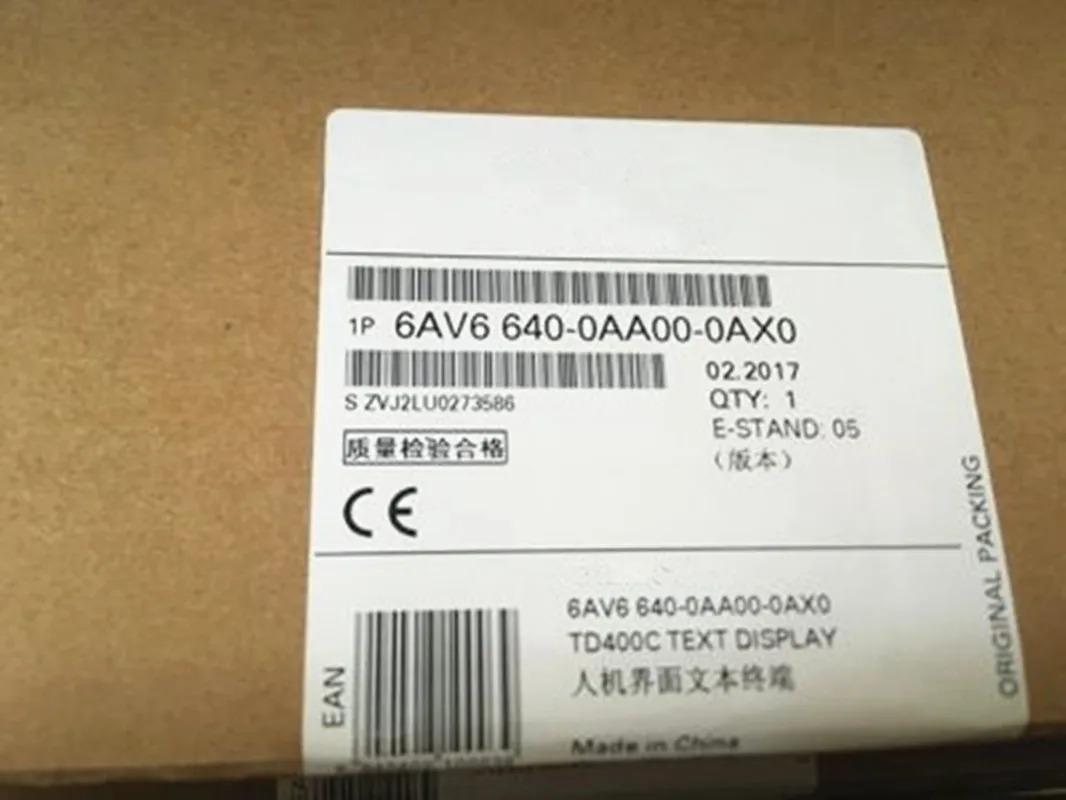 1P 6AV6 640-0AA00-0AX0
S ZVJ2LU0273586
02.2017
QTY: 1
E-STAND: 05
(版本)
质量检验合格
CE
ORIGINAL PACKING
EAN
6AV6 640-0AA00-0AX0
TD400C TEXT DISPLAY
人机界面文本终端
Made in China